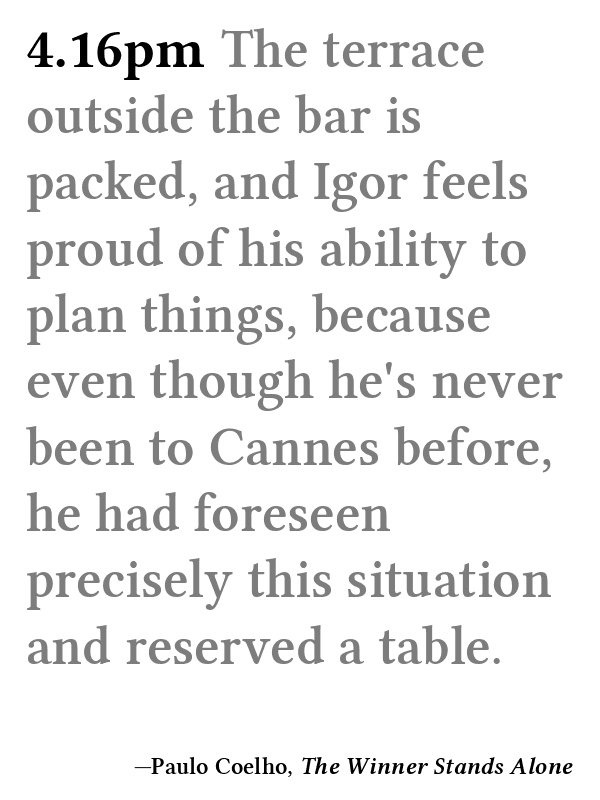 4.16pm The terrace
outside the bar is
packed, and Igor feels
proud of his ability to
plan things, because
even though he's never
been to Cannes before,
he had foreseen
precisely this situation
and reserved a table.
—Paulo Coelho, The Winner Stands Alone